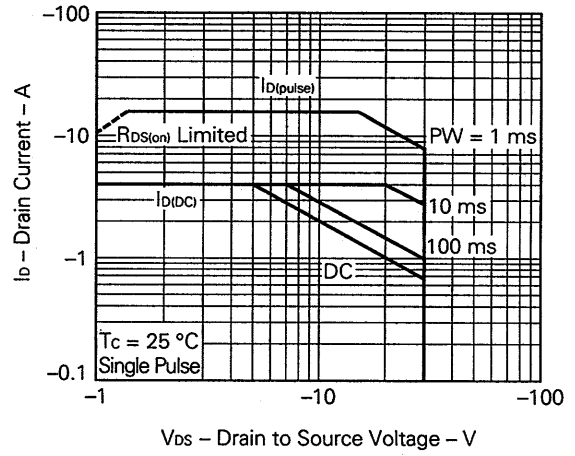 −100
ID(pulse)
−10
RDS(on) Limited
PW = 1 ms
ID − Drain Current − A
ID(DC)
10 ms
100 ms
−1
DC
TC = 25 °C
Single Pulse
−0.1
−1
−10
−100
VDS − Drain to Source Voltage − V